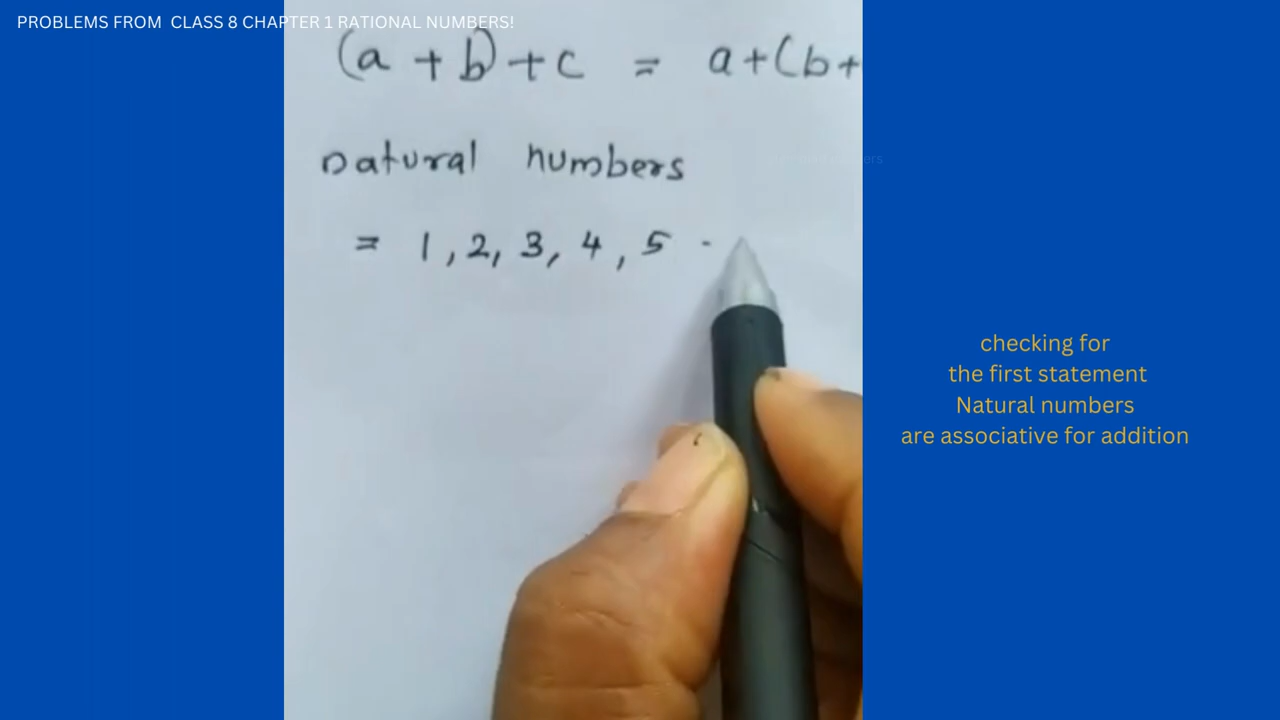 PROBLEMS FROM CLASS 8 CHAPTER 1 RATIONAL NUMBERS!
(a + b) + c = a + (b +
natural numbers
= 1, 2, 3, 4, 5 -
checking for
the first statement
Natural numbers
are associative for addition